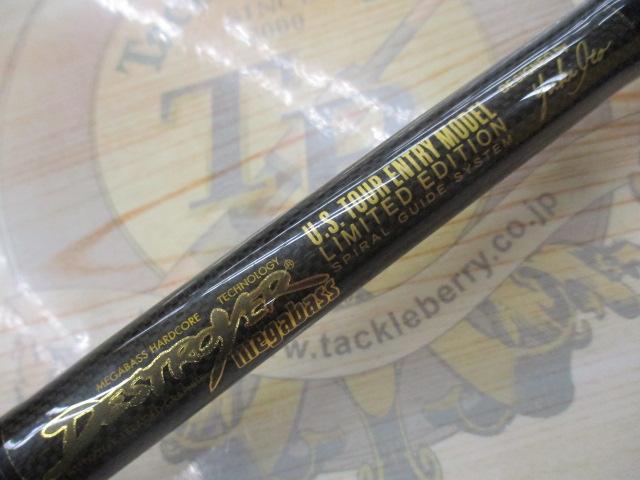 MEGABASS HARDCORE TECHNOLOGY
DESTROYER®
megabass
U.S. TOUR ENTRY MODEL
LIMITED EDITION
SPIRAL GUIDE SYSTEM
www.tackleberry.co.jp